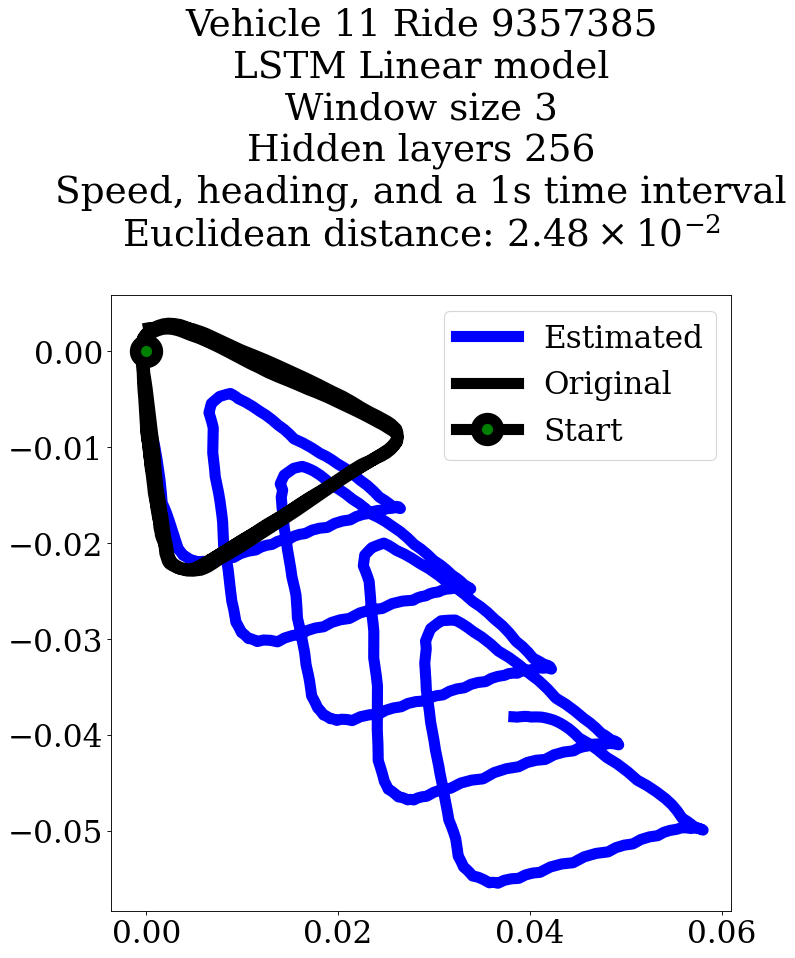 Vehicle 11 Ride 9357385
LSTM Linear model
Window size 3
Hidden layers 256
Speed, heading, and a 1s time interval
Euclidean distance: 2.48 × 10⁻²
Estimated
Original
Start
0.00
−0.01
−0.02
−0.03
−0.04
−0.05
0.00 0.02 0.04 0.06